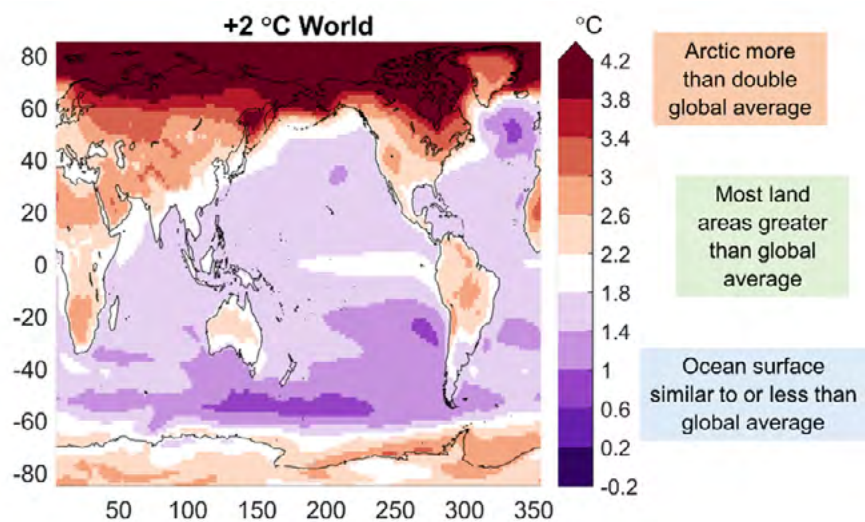 +2 °C World
°C
80
60
40
20
0
-20
-40
-60
-80
50
100
150
200
250
300
350
4.2
3.8
3.4
3
2.6
2.2
1.8
1.4
1
0.6
0.2
-0.2
Arctic more
than double
global average
Most land
areas greater
than global
average
Ocean surface
similar to or less than
global average